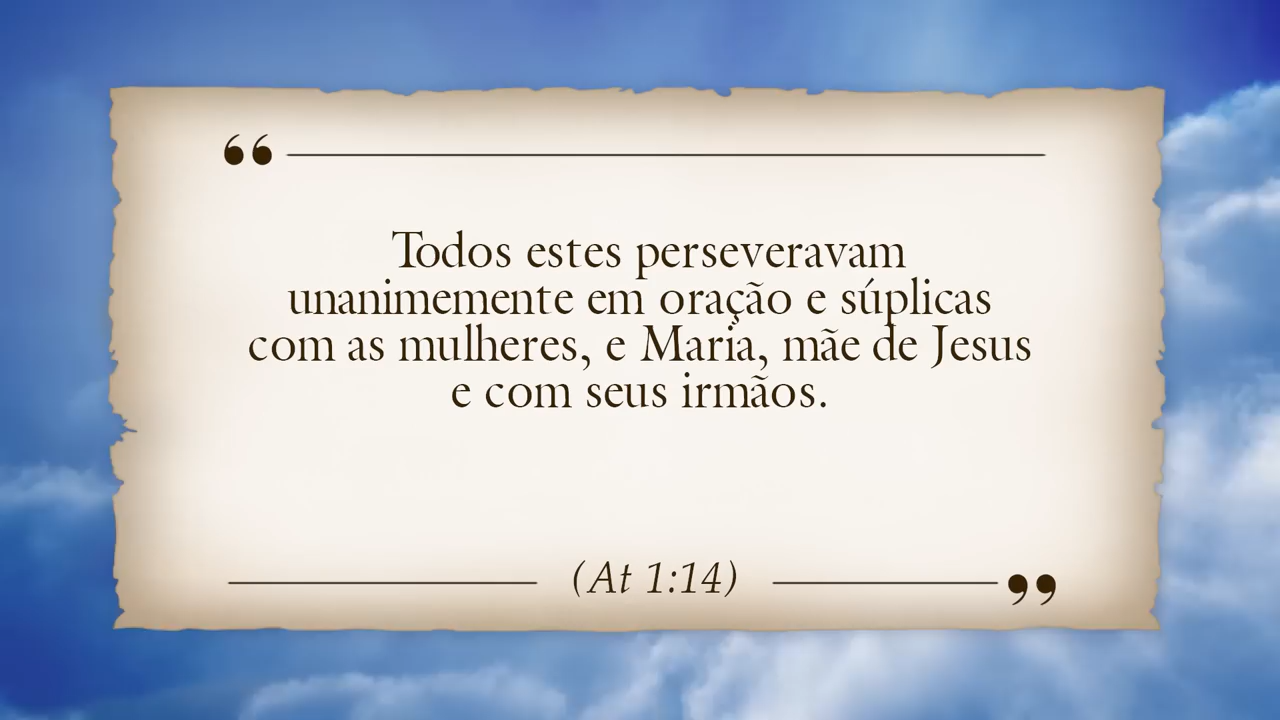 “
Todos estes perseveravam
unanimemente em oração e súplicas
com as mulheres, e Maria, mãe de Jesus
e com seus irmãos.
(At 1:14)
”